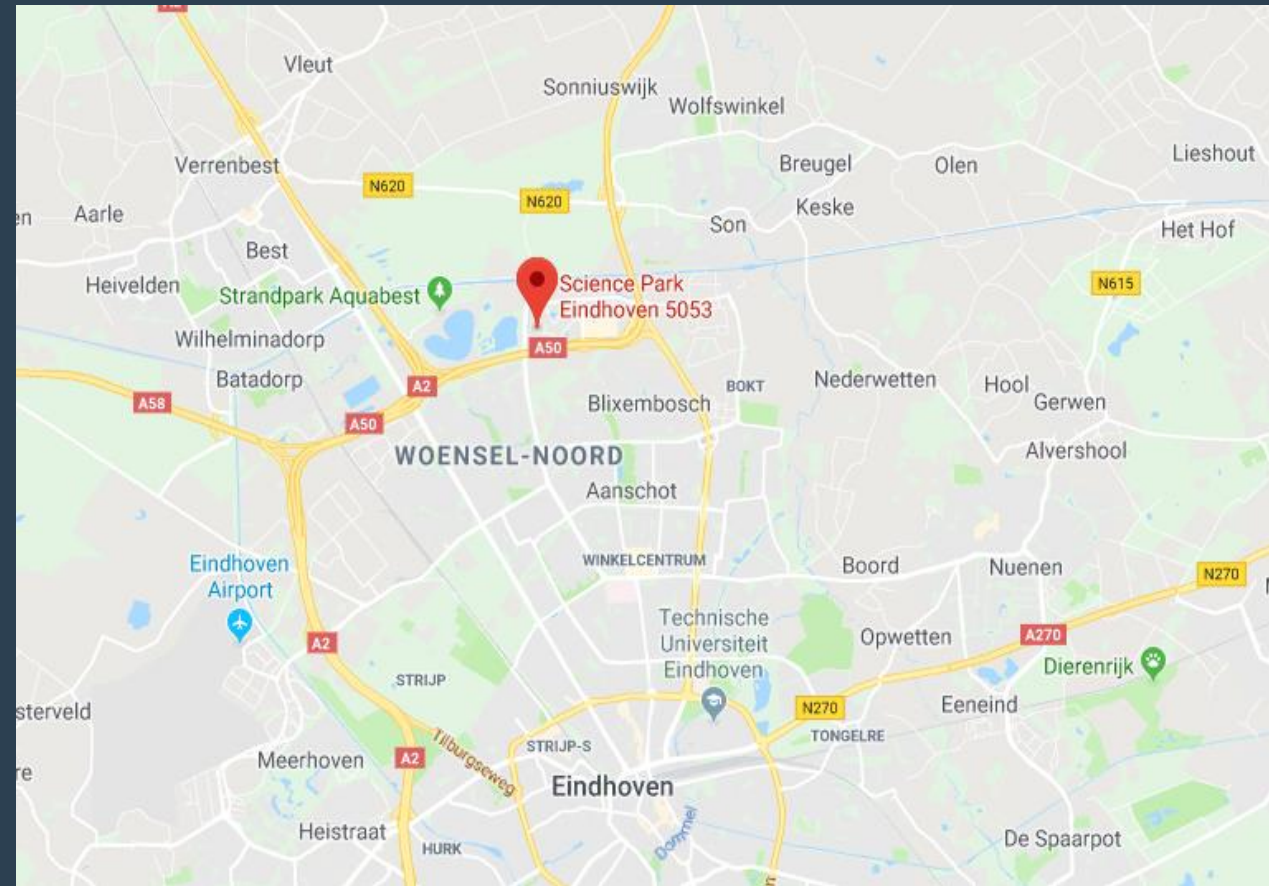 Vleut
Sonniuswijk
Wolfswinkel
Lieshout
Verrenbest
Breugel
Olen
N620
N620
Aarle
Keske
Son
Het Hof
Best
Heivelden
Strandpark Aquabest
Science Park
Eindhoven 5053
N615
Wilhelminadorp
A50
Batadorp
A2
BOKT
Nederwetten
Hool
Gerwen
A58
Blixembosch
A50
WOENSEL-NOORD
Alvershool
Aanschot
Eindhoven
Airport
WINKELCENTRUM
Boord
Nuenen
N270
Technische
Universiteit
Eindhoven
A2
Opwetten
A270
Dierenrijk
STRIJP
sterveld
N270
Eeneind
TONGELRE
Tilburgseweg
STRIJP-S
Meerhoven
A2
re
Eindhoven
Heistraat
HURK
Dommel
De Spaarpot